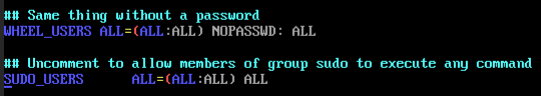 ## Same thing without a password
WHEEL_USERS ALL=(ALL:ALL) NOPASSWD: ALL
## Uncomment to allow members of group sudo to execute any command
SUDO_USERS ALL=(ALL:ALL) ALL